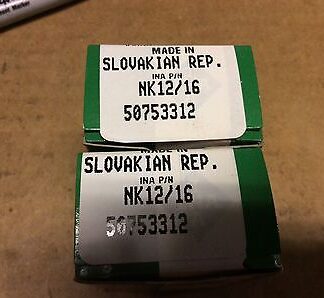 MADE IN
SLOVAKIAN REP.
INA P/N
NK12/16
50753312
MADE IN
SLOVAKIAN REP.
INA P/N
NK12/16
50753312